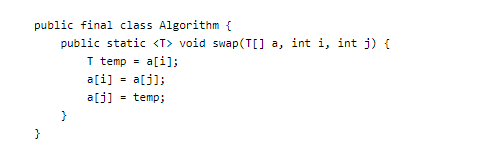 public final class Algorithm {
    public static <T> void swap(T[] a, int i, int j) {
        T temp = a[i];
        a[i] = a[j];
        a[j] = temp;
    }
}